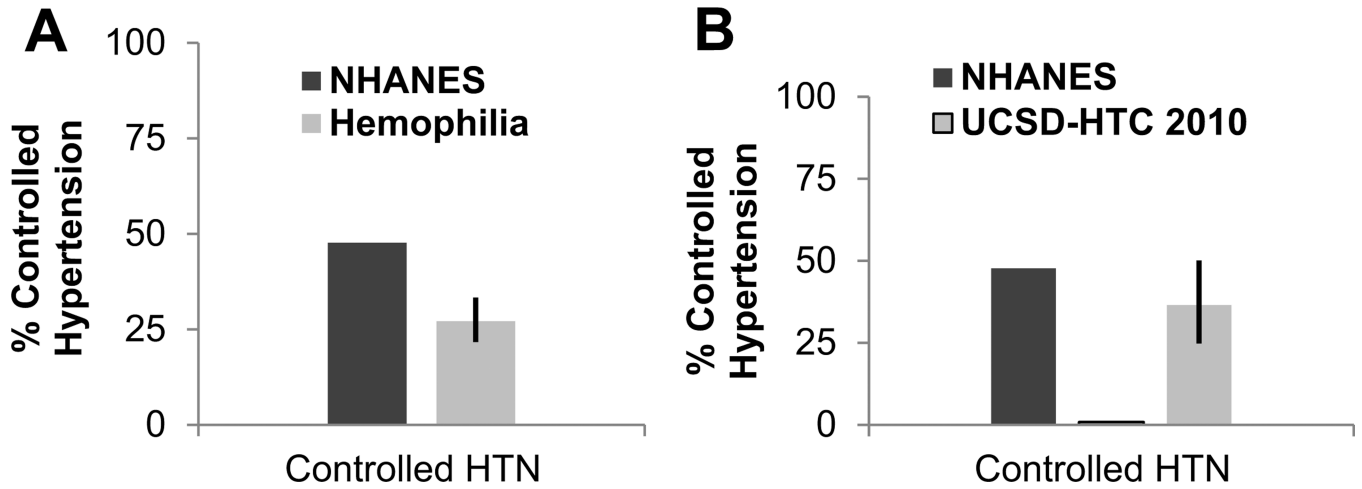 A
% Controlled
Hypertension
100
75
50
25
0
NHANES
Hemophilia
Controlled HTN
B
% Controlled
Hypertension
100
75
50
25
0
NHANES
UCSD-HTC 2010
Controlled HTN